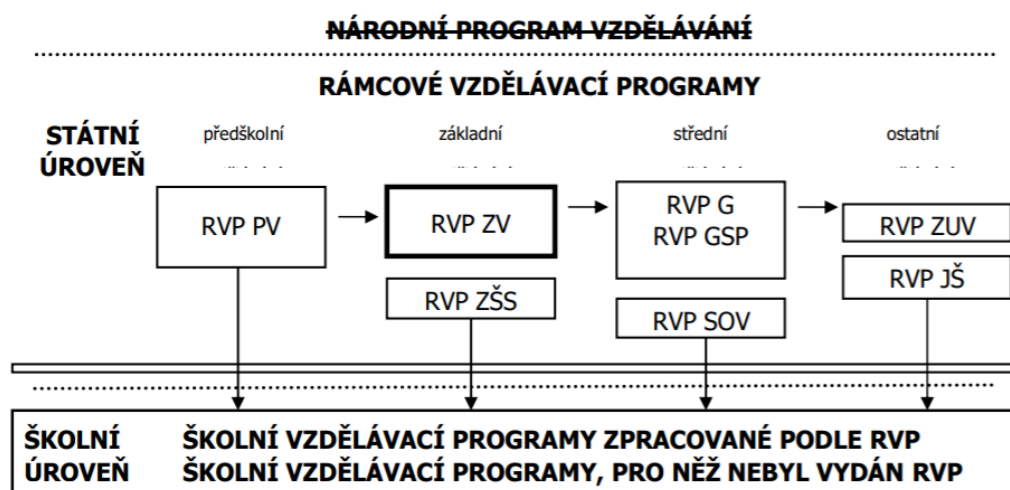 NÁRODNÍ PROGRAM VZDĚLÁVÁNÍ
RÁMCOVÉ VZDĚLÁVACÍ PROGRAMY
STÁTNÍ ÚROVEŇ
předškolní
základní
střední
ostatní
RVP PV
RVP ZV
RVP G
RVP GSP
RVP ZUV
RVP ZŠS
RVP JŠ
RVP SOV
ŠKOLNÍ ÚROVEŇ
ŠKOLNÍ VZDĚLÁVACÍ PROGRAMY ZPRACOVANÉ PODLE RVP
ŠKOLNÍ VZDĚLÁVACÍ PROGRAMY, PRO NĚŽ NEBYL VYDÁN RVP